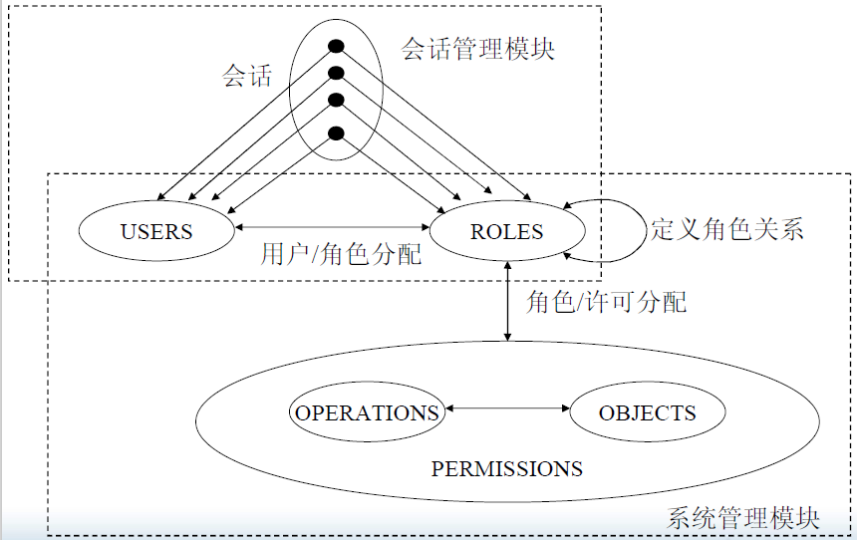 会话管理模块
会话
USERS
ROLES
定义角色关系
用户/角色分配
角色/许可分配
OPERATIONS
OBJECTS
PERMISSIONS
系统管理模块